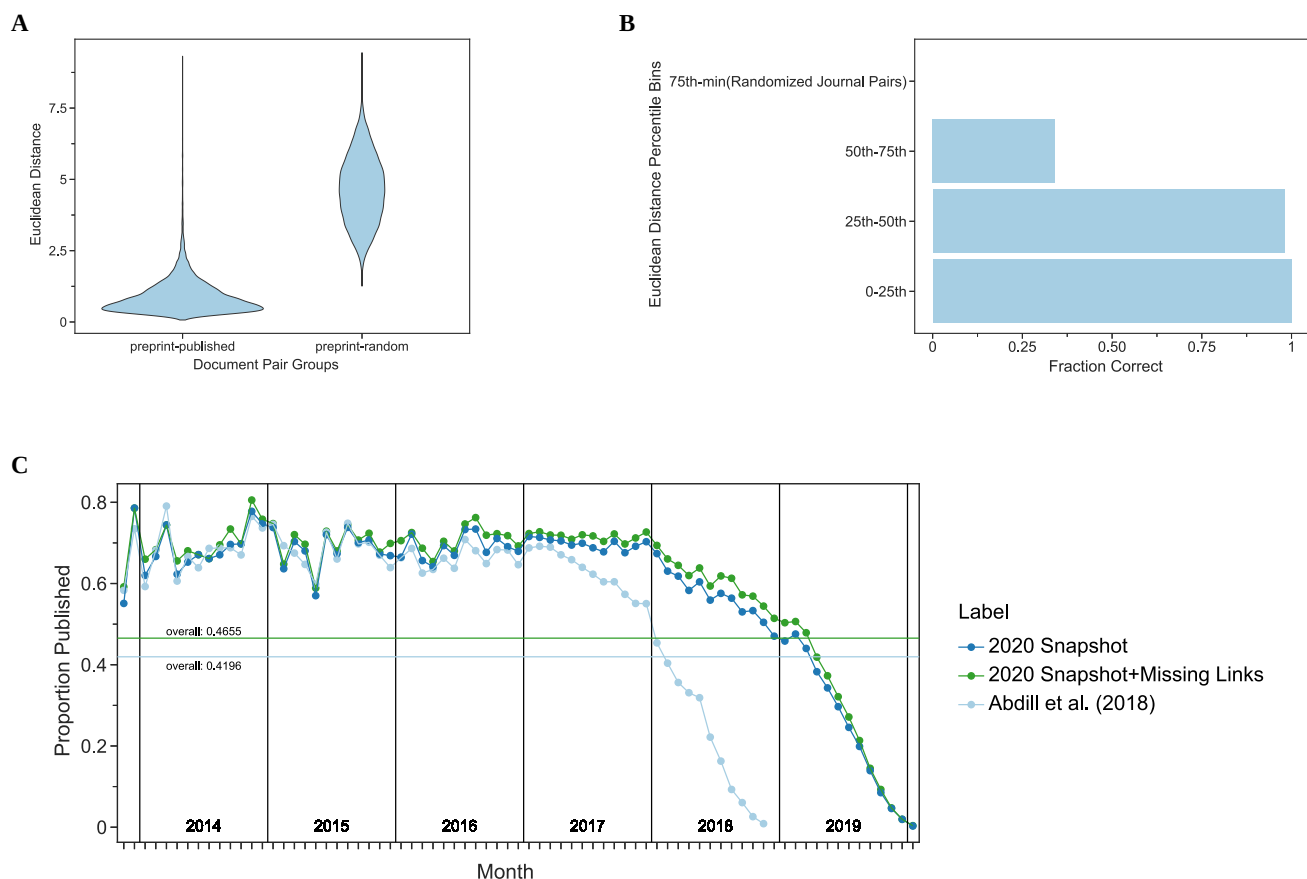 A
Euclidean Distance
7.5
5
2.5
0
preprint-published
preprint-random
Document Pair Groups
B
Euclidean Distance Percentile Bins
75th-min(Randomized Journal Pairs)
50th-75th
25th-50th
0-25th
0
0.25
0.50
0.75
1
Fraction Correct
C
Proportion Published
0.8
0.6
0.4
0.2
0
overall: 0.4655
overall: 0.4196
2014
2015
2016
2017
2018
2019
Month
Label
2020 Snapshot
2020 Snapshot+Missing Links
Abdill et al. (2018)